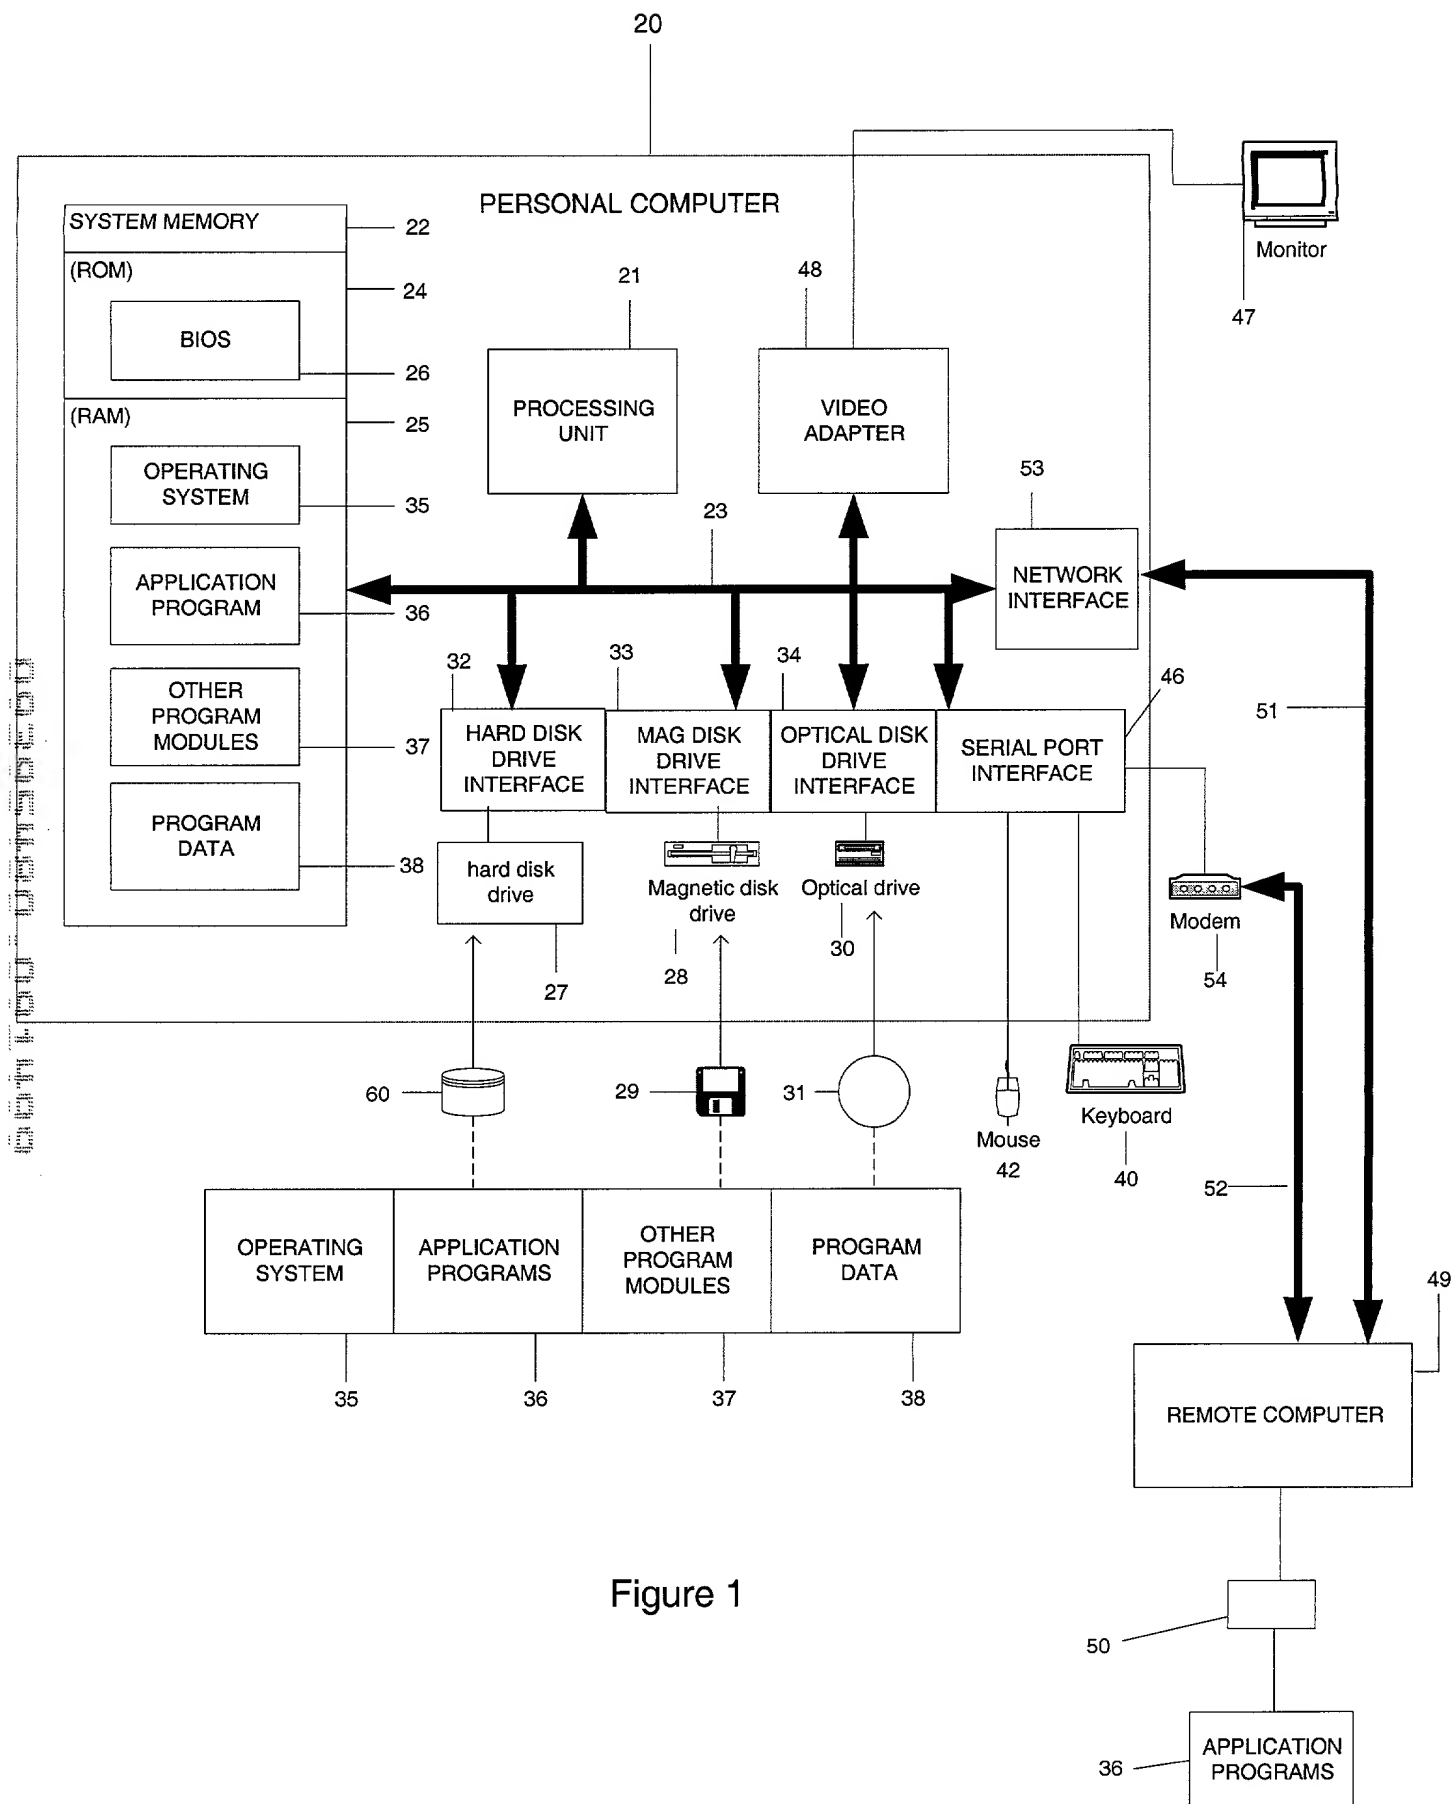 20
PERSONAL COMPUTER
SYSTEM MEMORY
22
(ROM)
24
BIOS
26
(RAM)
25
OPERATING
SYSTEM
35
APPLICATION
PROGRAM
36
OTHER
PROGRAM
MODULES
37
PROGRAM
DATA
38
21
PROCESSING
UNIT
48
VIDEO
ADAPTER
Monitor
47
23
53
NETWORK
INTERFACE
32
HARD DISK
DRIVE
INTERFACE
33
MAG DISK
DRIVE
INTERFACE
34
OPTICAL DISK
DRIVE
INTERFACE
46
SERIAL PORT
INTERFACE
51
hard disk
drive
27
Magnetic disk
drive
28
Optical drive
30
Modem
54
60
29
31
Mouse
42
Keyboard
40
52
OPERATING
SYSTEM
APPLICATION
PROGRAMS
OTHER
PROGRAM
MODULES
PROGRAM
DATA
35
36
37
38
49
REMOTE COMPUTER
50
36
APPLICATION
PROGRAMS
Figure 1